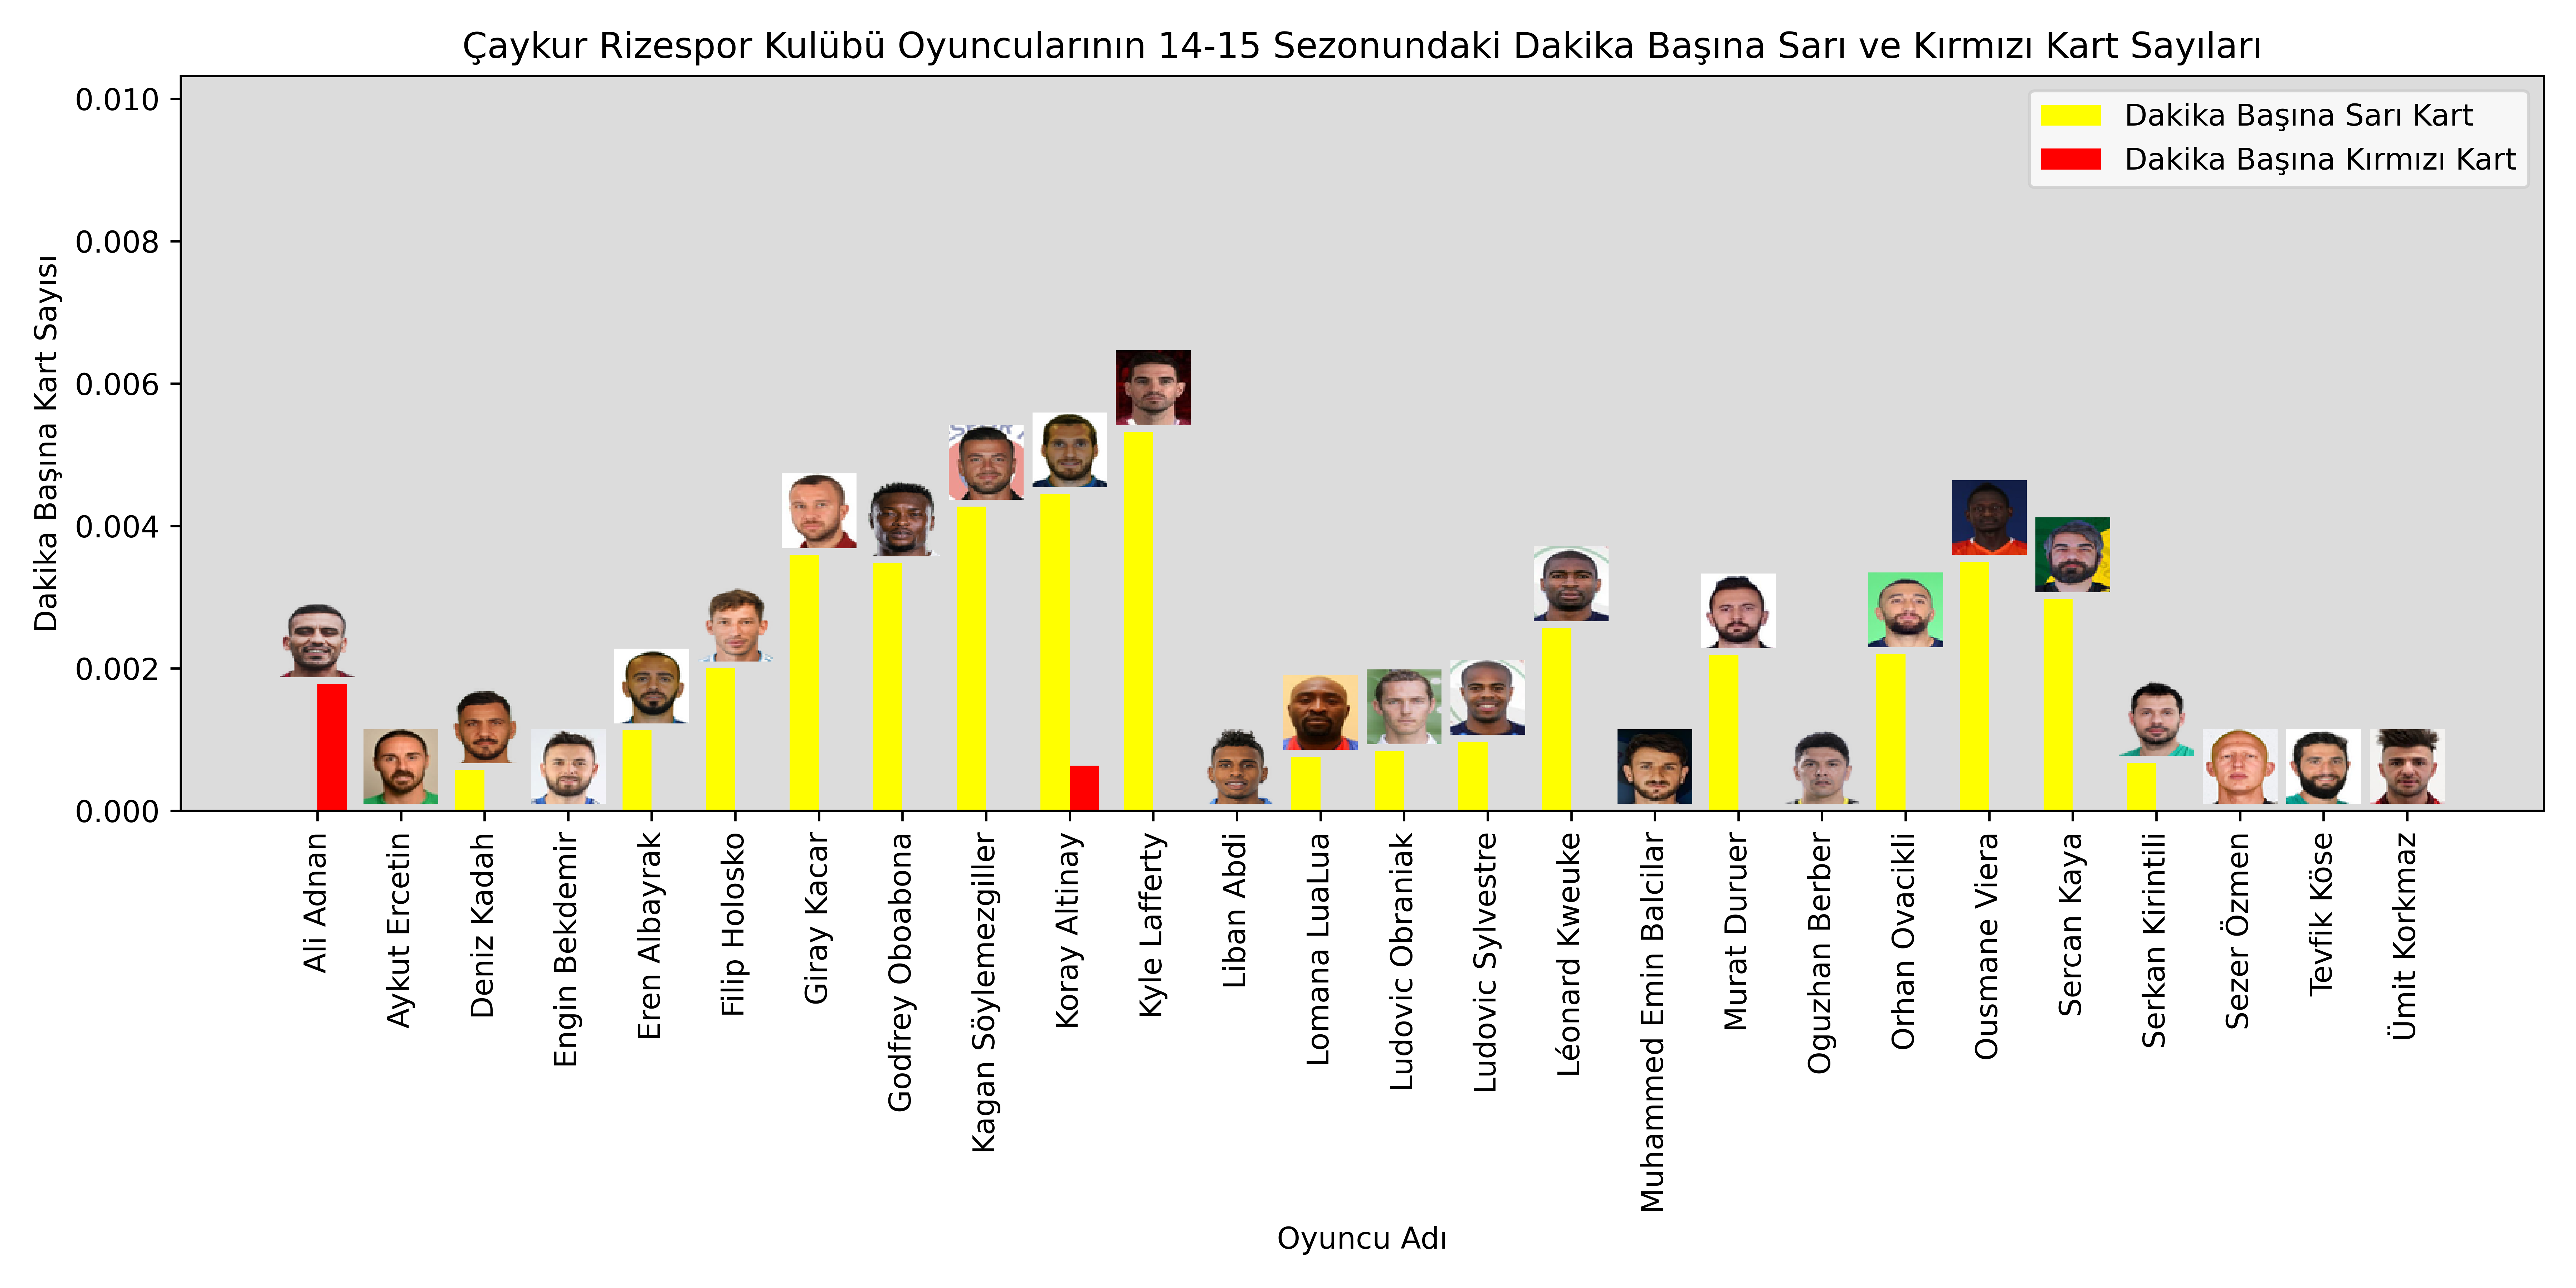 Çaykur Rizespor Kulübü Oyuncularının 14-15 Sezonundaki Dakika Başına Sarı ve Kırmızı Kart Sayıları
Dakika Başına Sarı Kart
Dakika Başına Kırmızı Kart
Dakika Başına Kart Sayısı
0.010
0.008
0.006
0.004
0.002
0.000
Ali Adnan
Aykut Ercetin
Deniz Kadah
Engin Bekdemir
Eren Albayrak
Filip Holosko
Giray Kacar
Godfrey Oboabona
Kagan Söylemezgiller
Koray Altinay
Kyle Lafferty
Liban Abdi
Lomana LuaLua
Ludovic Obraniak
Ludovic Sylvestre
Léonard Kweuke
Muhammed Emin Balcilar
Murat Duruer
Oguzhan Berber
Orhan Ovacikli
Ousmane Viera
Sercan Kaya
Serkan Kirintili
Sezer Özmen
Tevfik Köse
Ümit Korkmaz
Oyuncu Adı